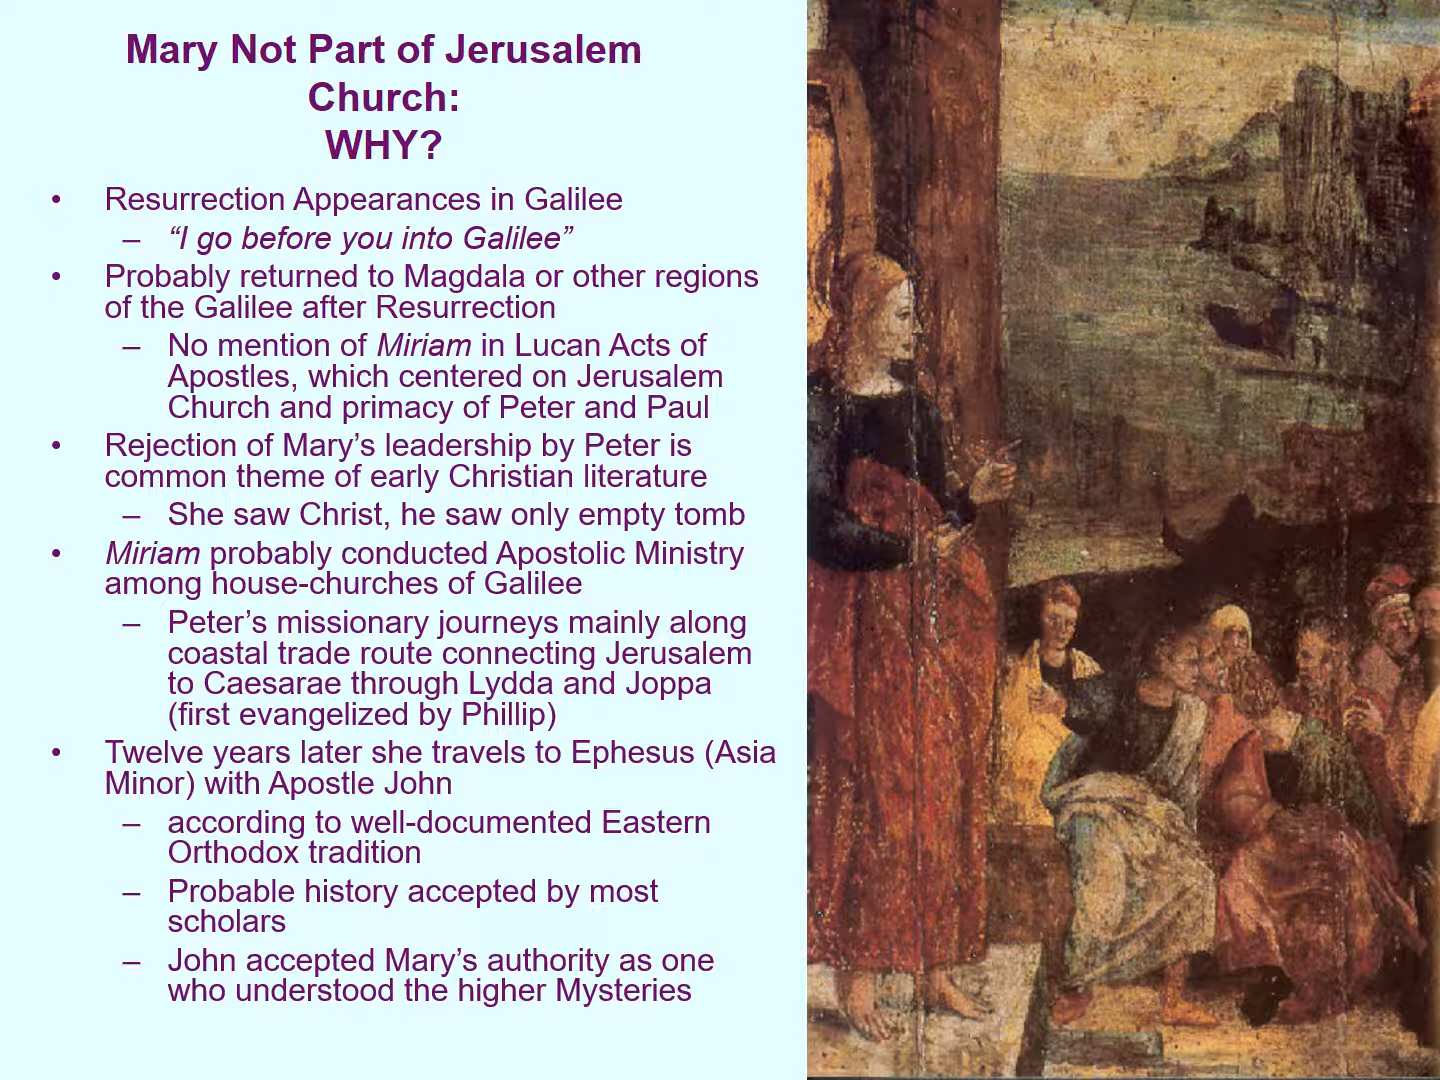 Mary Not Part of Jerusalem
Church:
WHY?
• Resurrection Appearances in Galilee
– “I go before you into Galilee”
• Probably returned to Magdala or other regions
of the Galilee after Resurrection
– No mention of Miriam in Lucan Acts of
Apostles, which centered on Jerusalem
Church and primacy of Peter and Paul
• Rejection of Mary’s leadership by Peter is
common theme of early Christian literature
– She saw Christ, he saw only empty tomb
• Miriam probably conducted Apostolic Ministry
among house-churches of Galilee
– Peter’s missionary journeys mainly along
coastal trade route connecting Jerusalem
to Caesarae through Lydda and Joppa
(first evangelized by Phillip)
• Twelve years later she travels to Ephesus (Asia
Minor) with Apostle John
– according to well-documented Eastern
Orthodox tradition
– Probable history accepted by most
scholars
– John accepted Mary’s authority as one
who understood the higher Mysteries